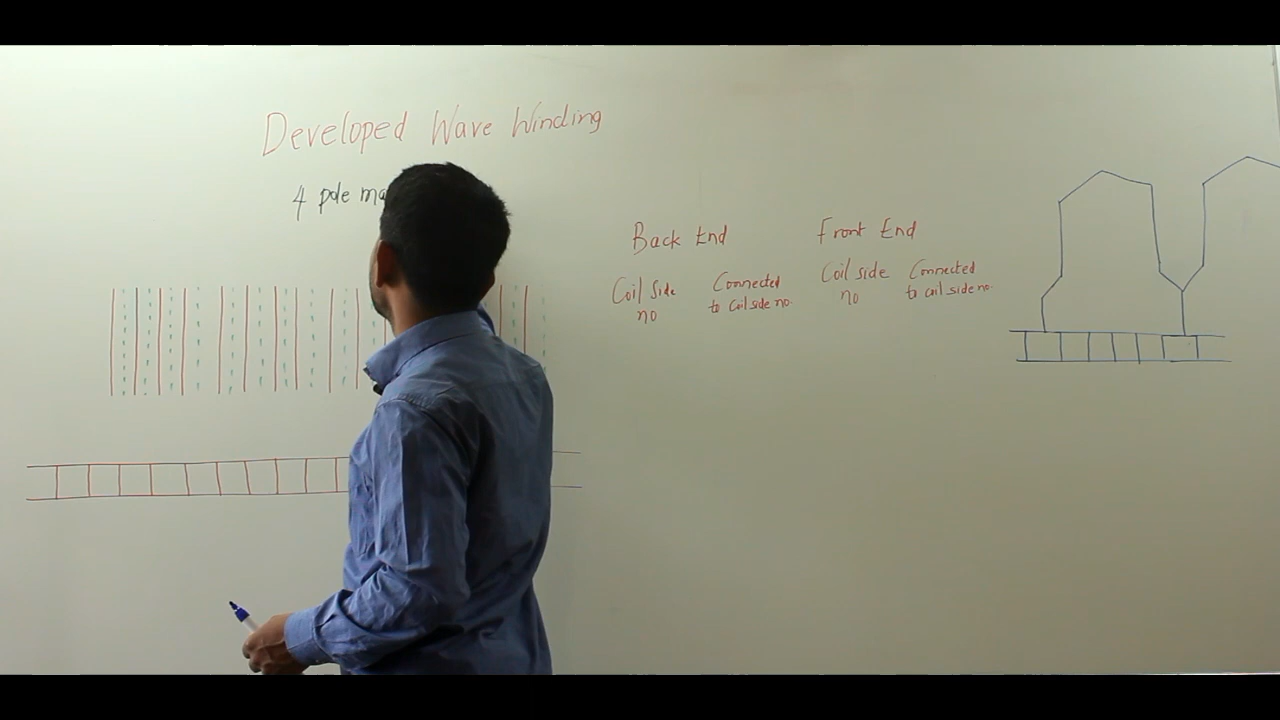 Developed Wave Winding
4 pole
Back End
Front End
Coil side
no
Connected
to Coil side no.
Coil side
no
Connected
to coil side no.